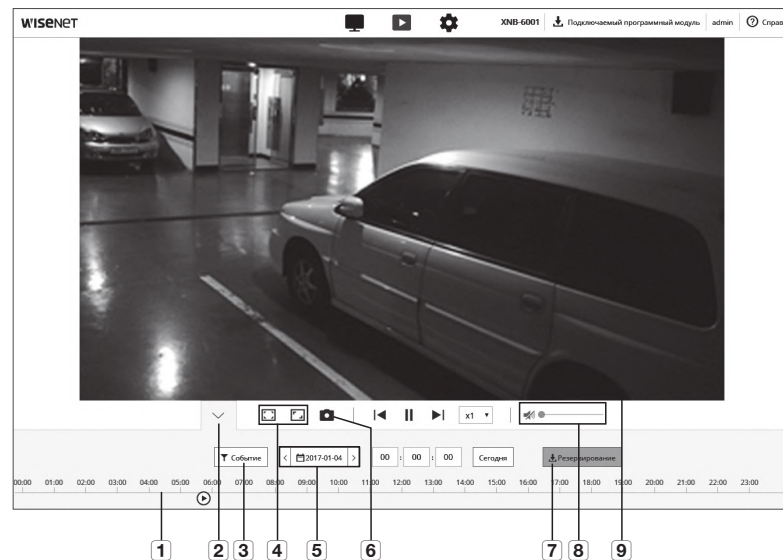 WISENET XNB-6001 Подключаемый программный модуль admin Справ
x1
Событие 2017-01-04 00 : 00 : 00 Сегодня Резервирование
00:00 01:00 02:00 03:00 04:00 05:00 06:00 07:00 08:00 09:00 10:00 11:00 12:00 13:00 14:00 15:00 16:00 17:00 18:00 19:00 20:00 21:00 22:00 23:00
1 2 3 4 5 6 7 8 9